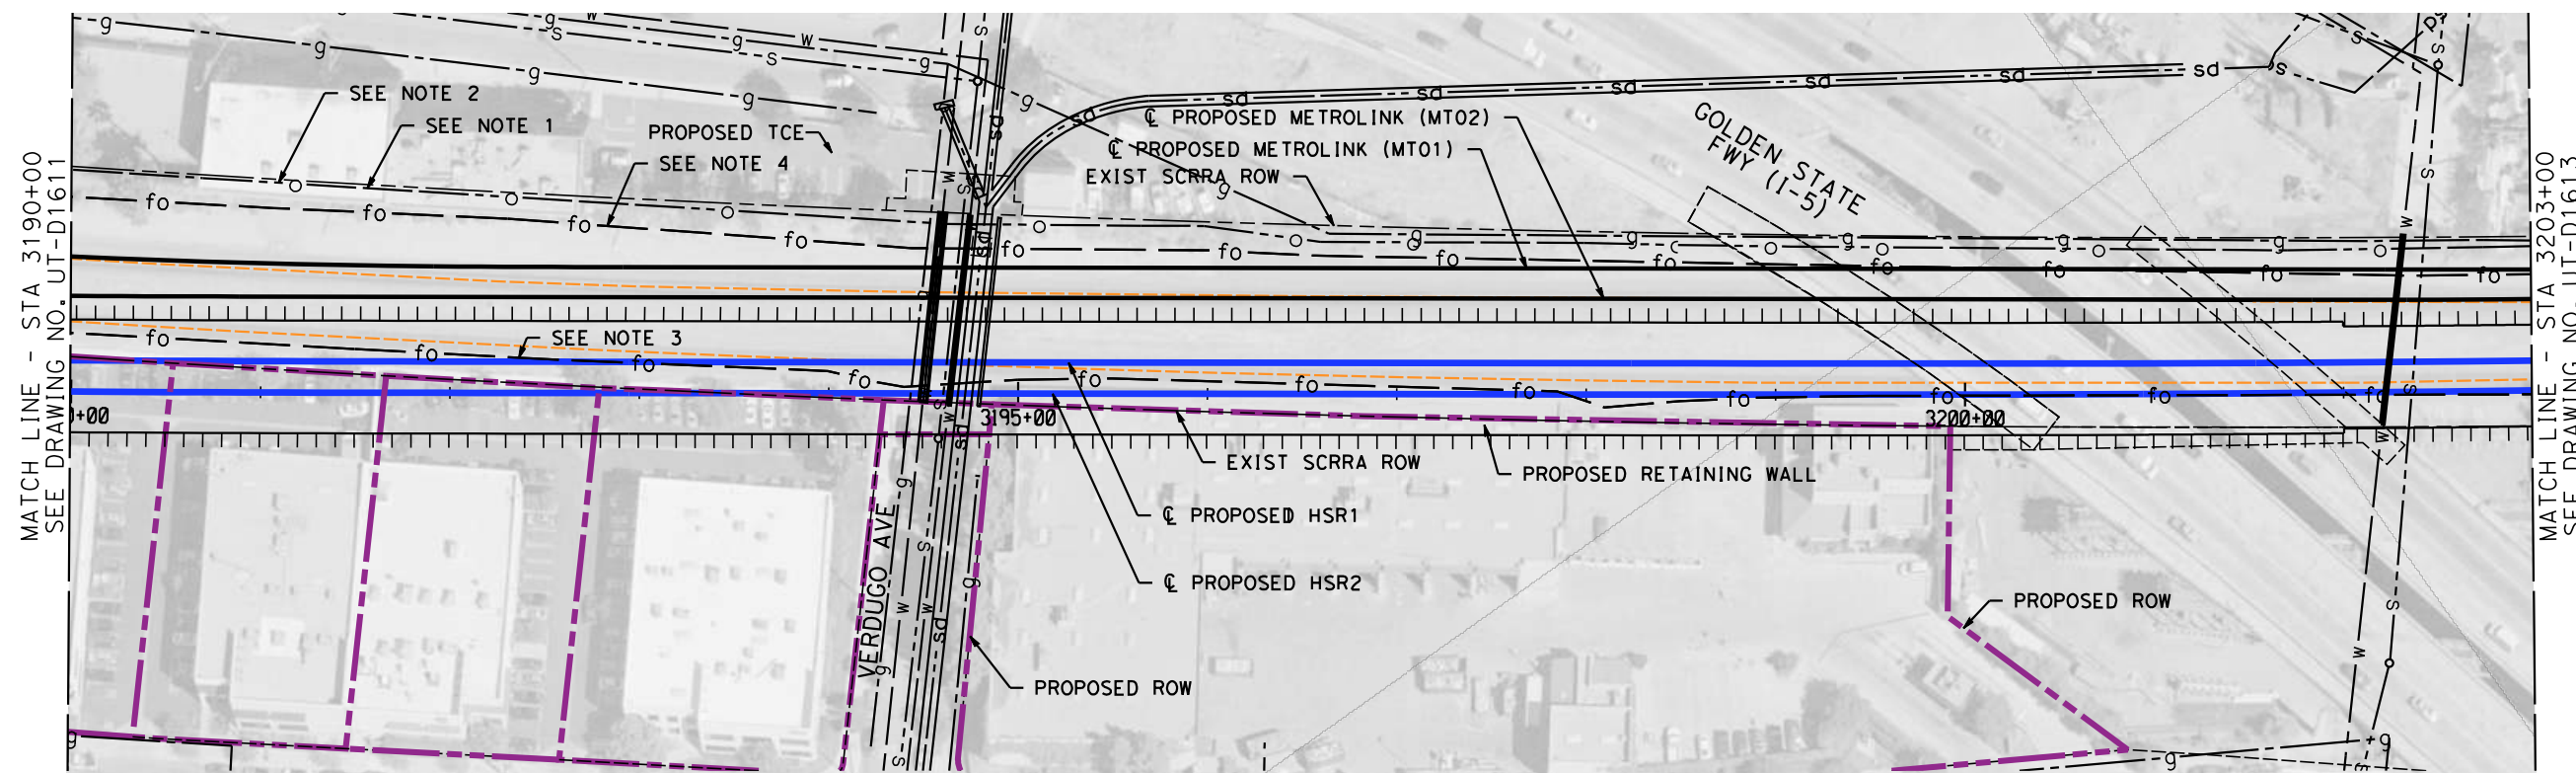 MATCH LINE - STA 3190+00
SEE DRAWING NO. UT-D1611
SEE NOTE 2
SEE NOTE 1
PROPOSED TCE
SEE NOTE 4
℄ PROPOSED METROLINK (MT02)
℄ PROPOSED METROLINK (MT01)
EXIST SCRRA ROW
GOLDEN STATE
FWY (I-5)
SEE NOTE 3
0+00
3195+00
3200+00
EXIST SCRRA ROW
PROPOSED RETAINING WALL
℄ PROPOSED HSR1
℄ PROPOSED HSR2
VERDUGO AVE
PROPOSED ROW
PROPOSED ROW
MATCH LINE - STA 3203+00
SEE DRAWING NO. UT-D1613